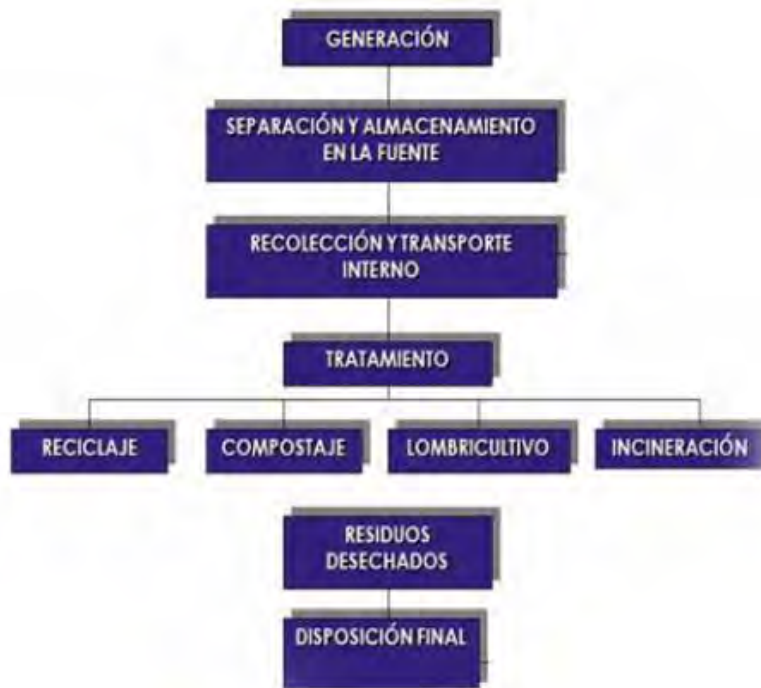 GENERACIÓN
SEPARACIÓN Y ALMACENAMIENTO
EN LA FUENTE
RECOLECCIÓN Y TRANSPORTE
INTERNO
TRATAMIENTO
RECICLAJE
COMPOSTAJE
LOMBRICULTIVO
INCINERACIÓN
RESIDUOS
DESECHADOS
DISPOSICIÓN FINAL